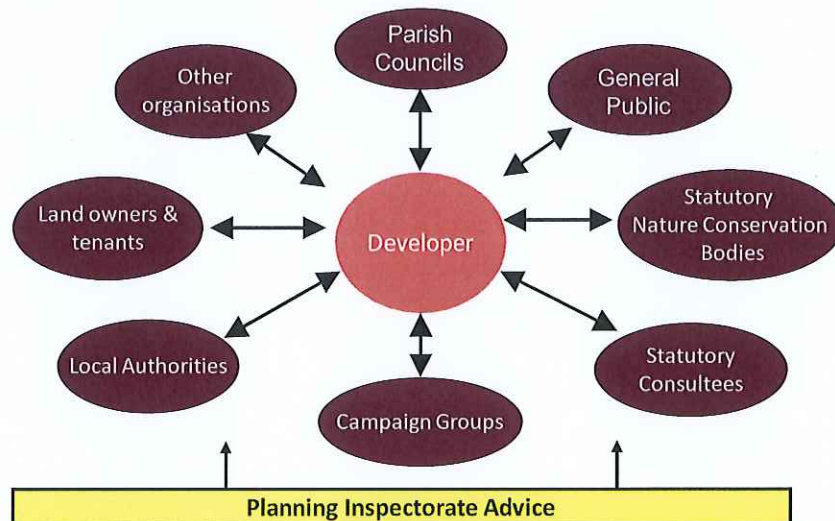 Parish
Councils
Other
organisations
General
Public
Land owners &
tenants
Developer
Statutory
Nature Conservation
Bodies
Local Authorities
Statutory
Consultees
Campaign Groups
Planning Inspectorate Advice